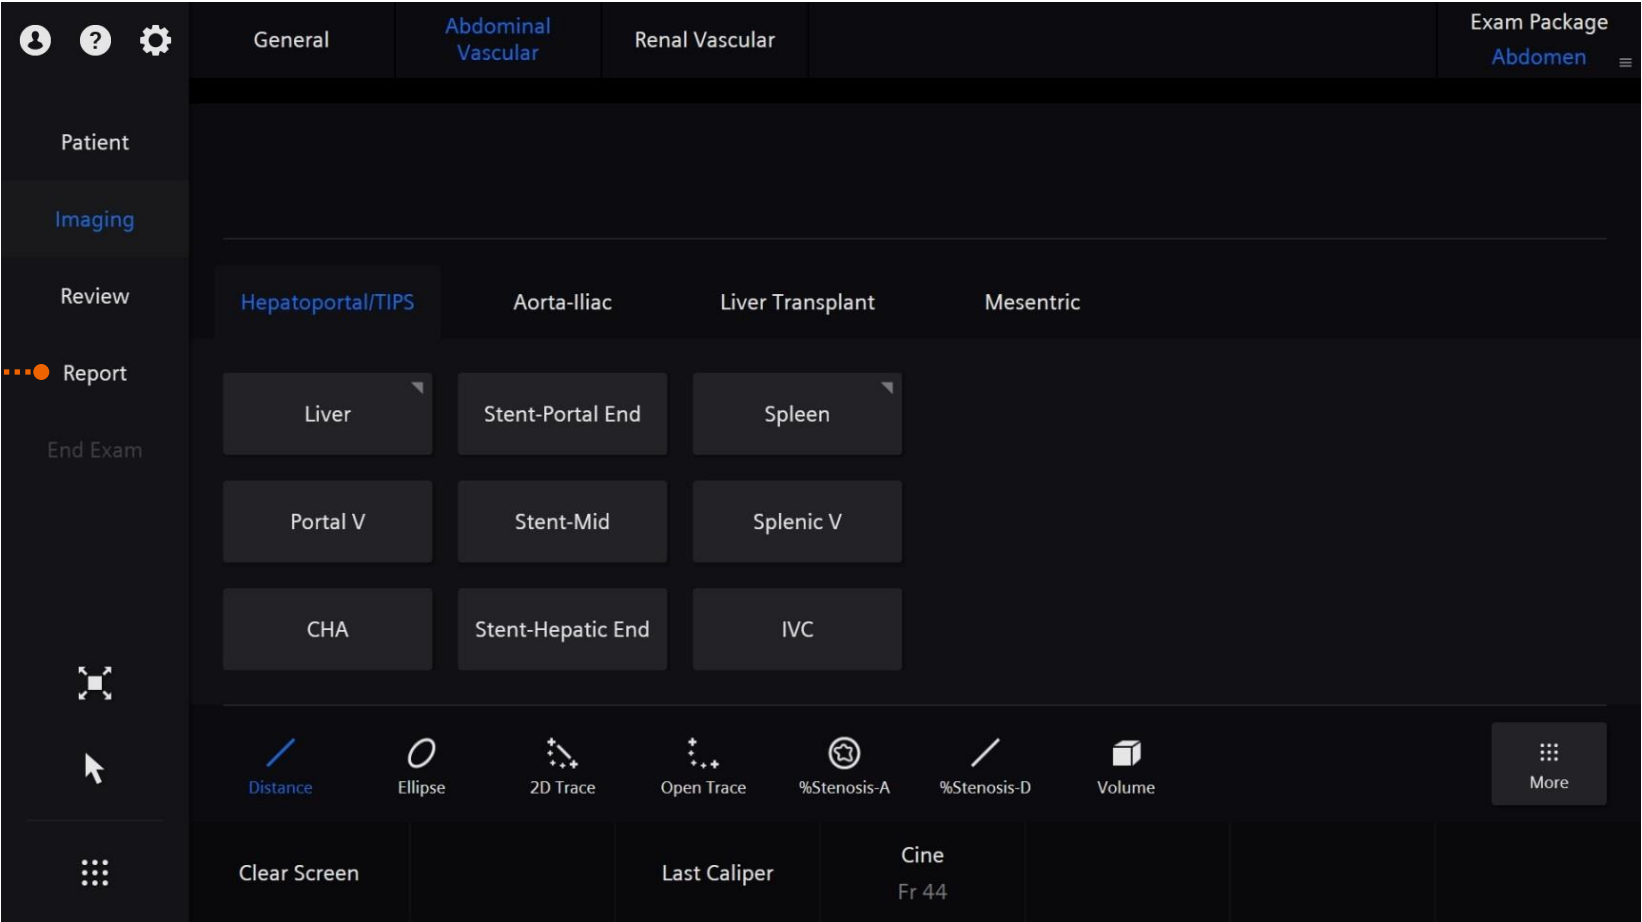 General
Abdominal
Vascular
Renal Vascular
Exam Package
Abdomen
Patient
Imaging
Review
Report
End Exam
Hepatoportal/TIPS
Aorta-Iliac
Liver Transplant
Mesentric
Liver
Stent-Portal End
Spleen
Portal V
Stent-Mid
Splenic V
CHA
Stent-Hepatic End
IVC
Distance
Ellipse
2D Trace
Open Trace
%Stenosis-A
%Stenosis-D
Volume
More
Clear Screen
Last Caliper
Cine
Fr 44